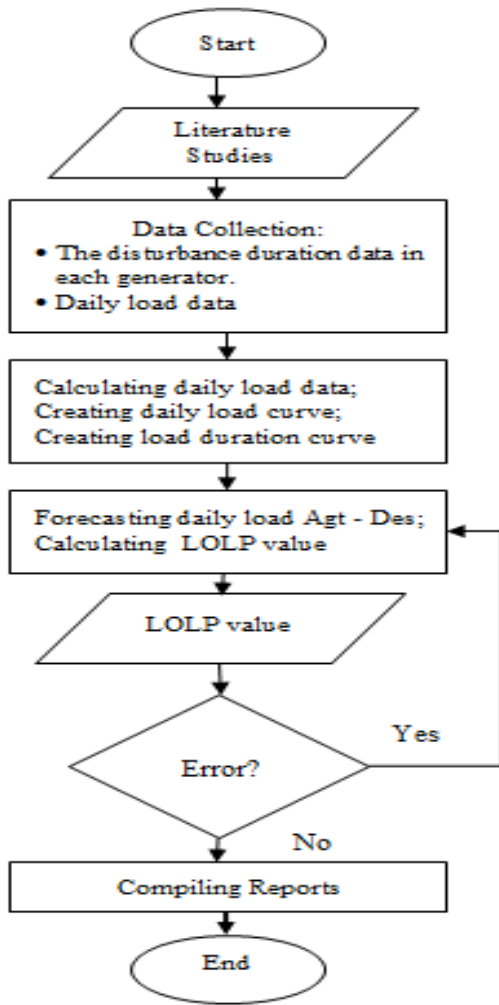 Start
Literature
Studies
Data Collection:
• The disturbance duration data in
each generator.
• Daily load data
Calculating daily load data;
Creating daily load curve;
Creating load duration curve
Forecasting daily load Agt - Des;
Calculating LOLP value
LOLP value
Error?
Yes
No
Compiling Reports
End